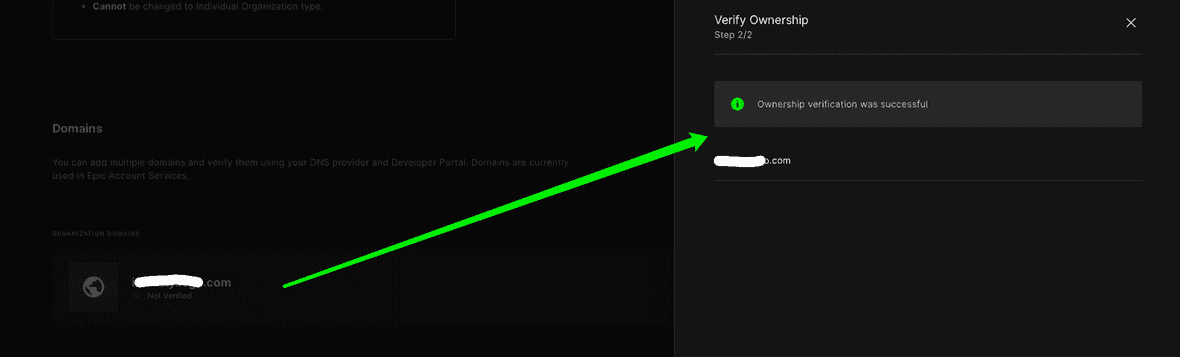 • Cannot be changed to Individual Organization type.
Domains
You can add multiple domains and verify them using your DNS provider and Developer Portal. Domains are currently
used in Epic Account Services.
ORGANIZATION DOMAINS
.com
Not Verified
Verify Ownership
Step 2/2
Ownership verification was successful
o.com